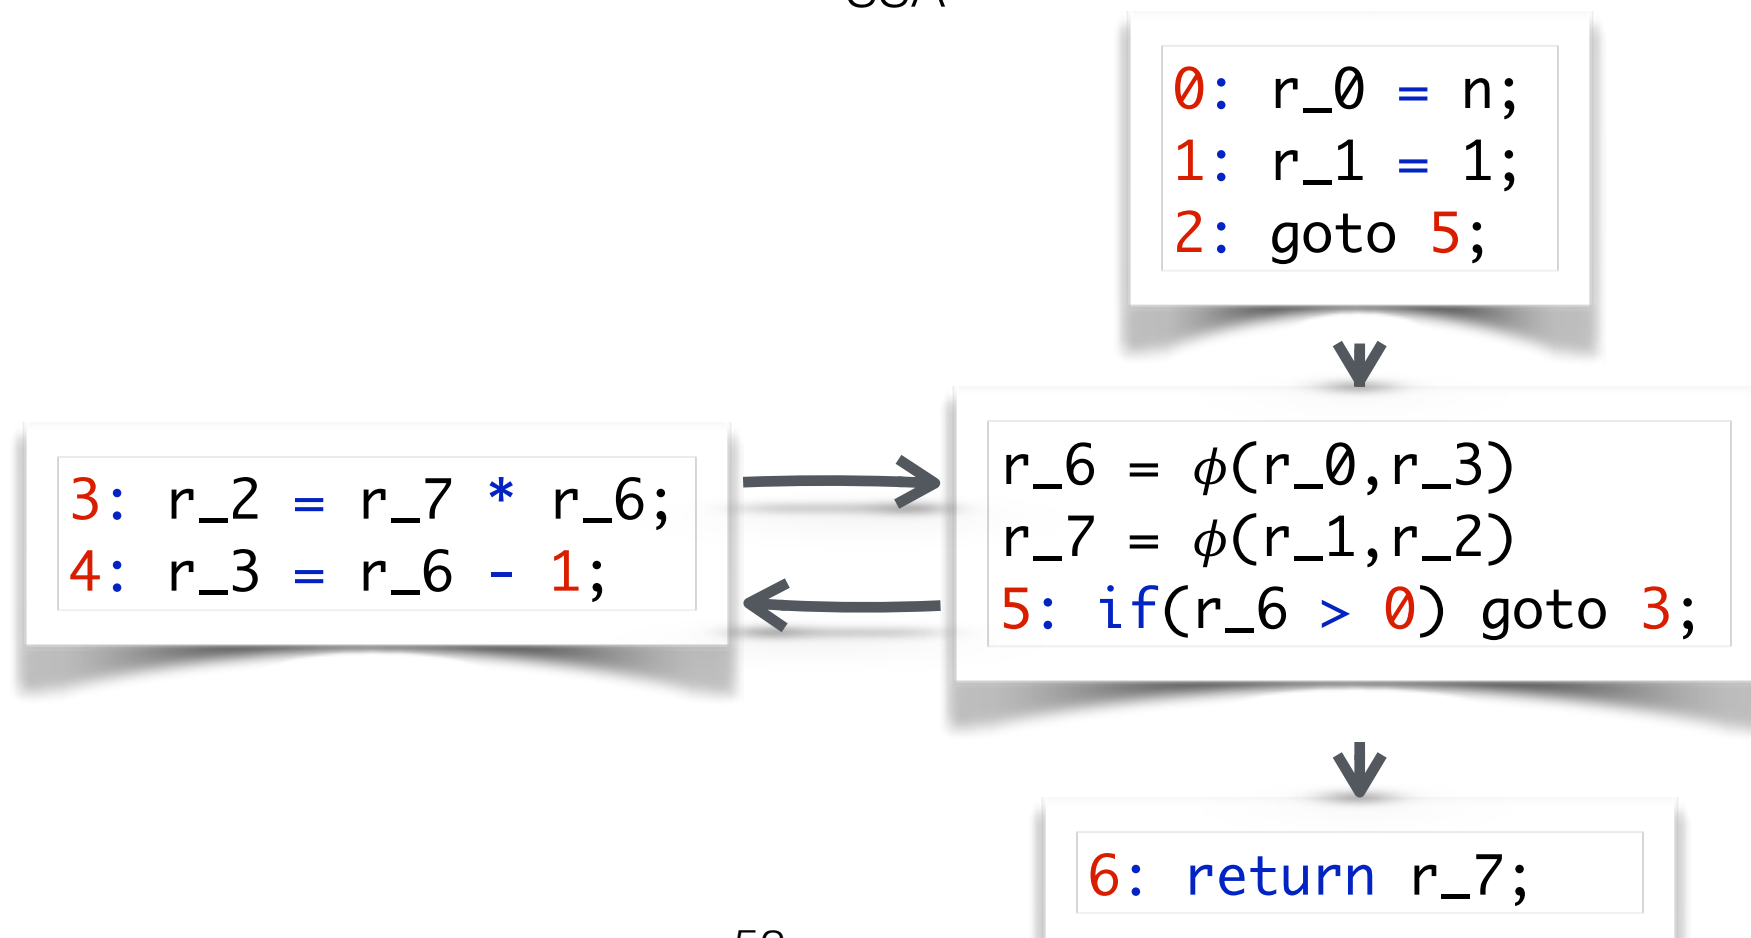 SSA
0: r_0 = n;
1: r_1 = 1;
2: goto 5;
3: r_2 = r_7 * r_6;
4: r_3 = r_6 - 1;
r_6 = ϕ(r_0,r_3)
r_7 = ϕ(r_1,r_2)
5: if(r_6 > 0) goto 3;
6: return r_7;